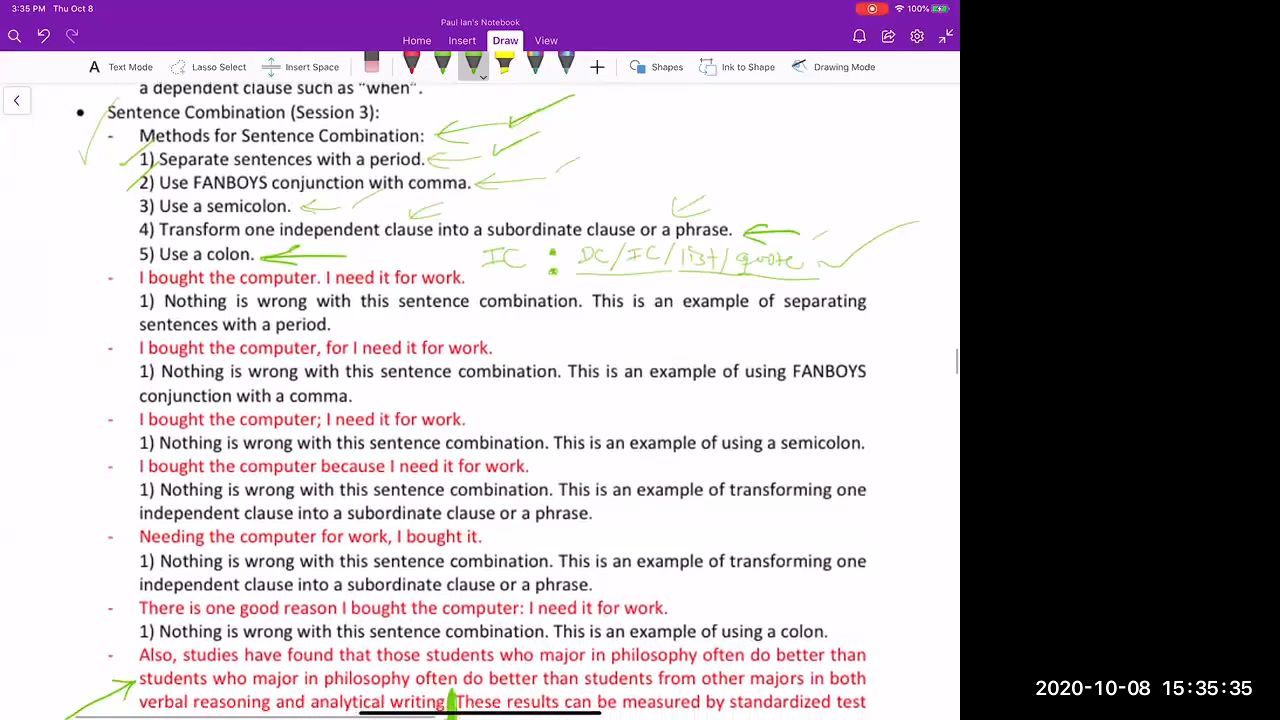 3:35 PM Thu Oct 8
100%
Paul Ian's Notebook
Home Insert Draw View
A Text Mode Lasso Select Insert Space + Shapes Ink to Shape Drawing Mode
a dependent clause such as “when”.
• Sentence Combination (Session 3):
- Methods for Sentence Combination:
1) Separate sentences with a period.
2) Use FANBOYS conjunction with comma.
3) Use a semicolon.
4) Transform one independent clause into a subordinate clause or a phrase.
5) Use a colon. IC : DC/IC/list/quote
- I bought the computer. I need it for work.
1) Nothing is wrong with this sentence combination. This is an example of separating
sentences with a period.
- I bought the computer, for I need it for work.
1) Nothing is wrong with this sentence combination. This is an example of using FANBOYS
conjunction with a comma.
- I bought the computer; I need it for work.
1) Nothing is wrong with this sentence combination. This is an example of using a semicolon.
- I bought the computer because I need it for work.
1) Nothing is wrong with this sentence combination. This is an example of transforming one
independent clause into a subordinate clause or a phrase.
- Needing the computer for work, I bought it.
1) Nothing is wrong with this sentence combination. This is an example of transforming one
independent clause into a subordinate clause or a phrase.
- There is one good reason I bought the computer: I need it for work.
1) Nothing is wrong with this sentence combination. This is an example of using a colon.
- Also, studies have found that those students who major in philosophy often do better than
students who major in philosophy often do better than students from other majors in both
verbal reasoning and analytical writing. These results can be measured by standardized test
2020-10-08 15:35:35